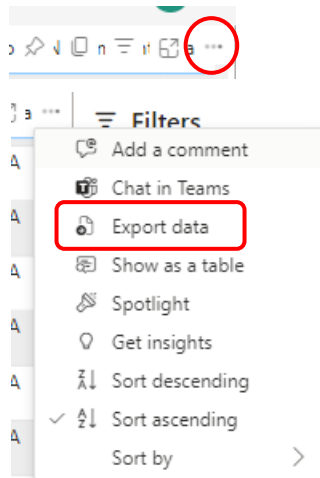 a
Filters
A
Add a comment
A
Chat in Teams
Export data
A
Show as a table
Spotlight
A
Get insights
A
Sort descending
A
Sort ascending
Sort by